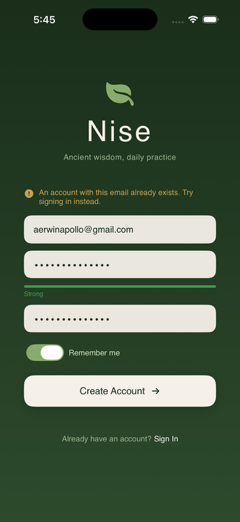 5:45
Nise
Ancient wisdom, daily practice
An account with this email already exists. Try
signing in instead.
aerwinapollo@gmail.com
••••••••••••••
Strong
••••••••••••••
Remember me
Create Account →
Already have an account? Sign In